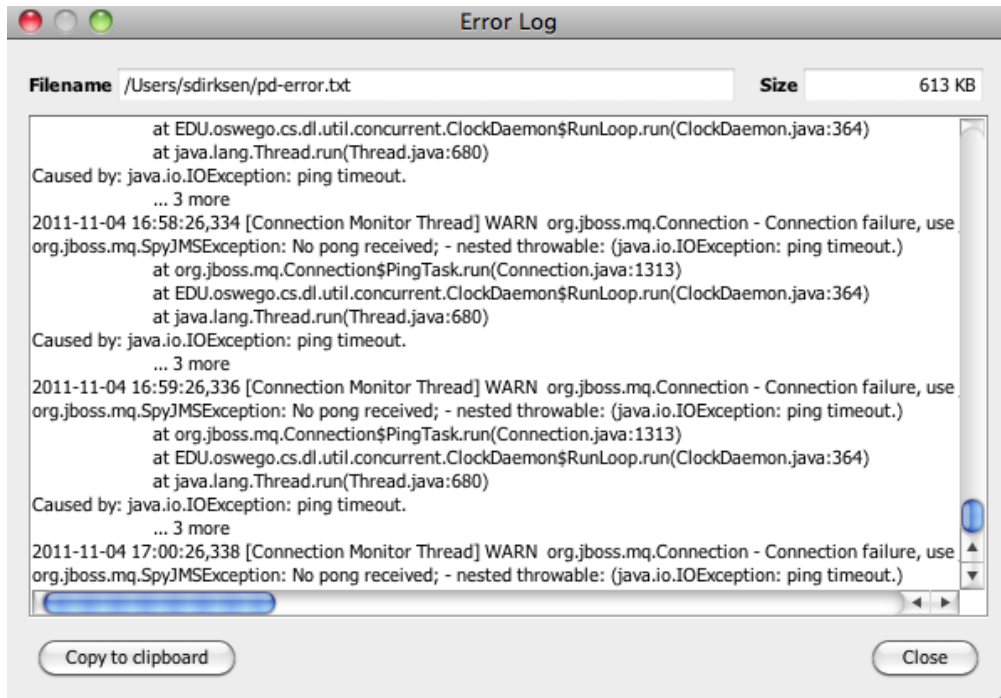 Error Log
Filename /Users/sdirksen/pd-error.txt Size 613 KB
at EDU.oswego.cs.dl.util.concurrent.ClockDaemon$RunLoop.run(ClockDaemon.java:364)
at java.lang.Thread.run(Thread.java:680)
Caused by: java.io.IOException: ping timeout.
... 3 more
2011-11-04 16:58:26,334 [Connection Monitor Thread] WARN  org.jboss.mq.Connection - Connection failure, use
org.jboss.mq.SpyJMSException: No pong received; - nested throwable: (java.io.IOException: ping timeout.)
at org.jboss.mq.Connection$PingTask.run(Connection.java:1313)
at EDU.oswego.cs.dl.util.concurrent.ClockDaemon$RunLoop.run(ClockDaemon.java:364)
at java.lang.Thread.run(Thread.java:680)
Caused by: java.io.IOException: ping timeout.
... 3 more
2011-11-04 16:59:26,336 [Connection Monitor Thread] WARN  org.jboss.mq.Connection - Connection failure, use
org.jboss.mq.SpyJMSException: No pong received; - nested throwable: (java.io.IOException: ping timeout.)
at org.jboss.mq.Connection$PingTask.run(Connection.java:1313)
at EDU.oswego.cs.dl.util.concurrent.ClockDaemon$RunLoop.run(ClockDaemon.java:364)
at java.lang.Thread.run(Thread.java:680)
Caused by: java.io.IOException: ping timeout.
... 3 more
2011-11-04 17:00:26,338 [Connection Monitor Thread] WARN  org.jboss.mq.Connection - Connection failure, use
org.jboss.mq.SpyJMSException: No pong received; - nested throwable: (java.io.IOException: ping timeout.)
Copy to clipboard Close